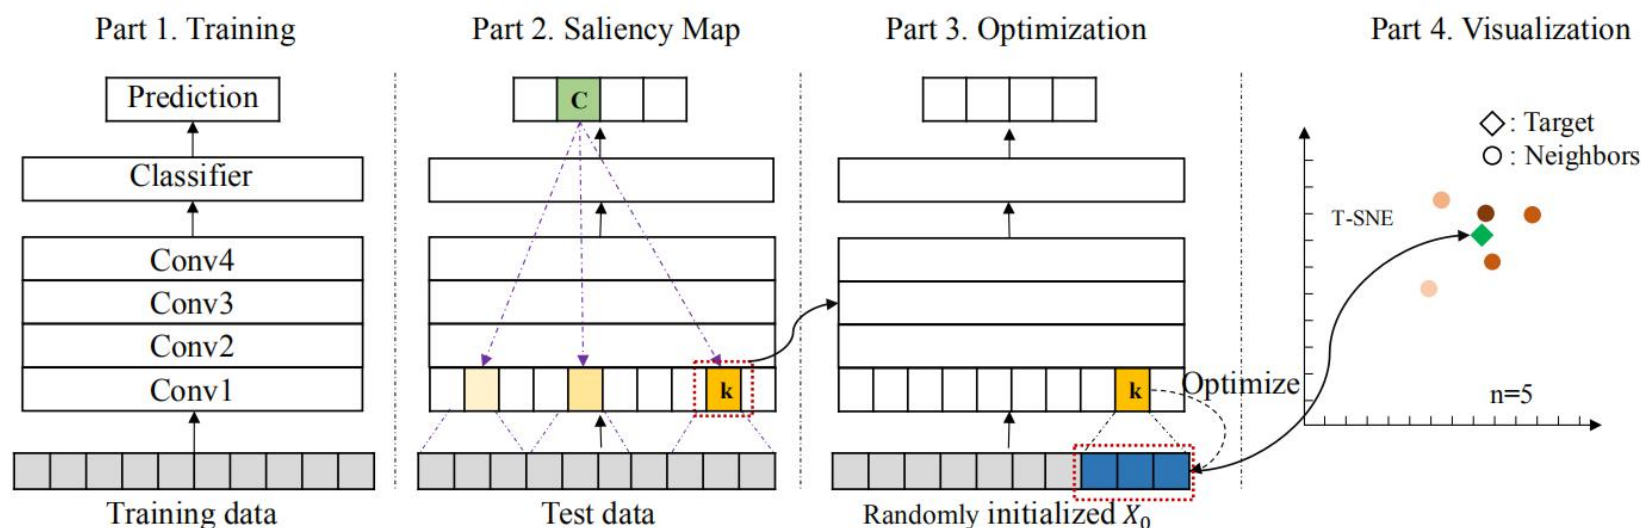 Part 1. Training
Prediction
Classifier
Conv4
Conv3
Conv2
Conv1
Training data
Part 2. Saliency Map
C
k
Test data
Part 3. Optimization
k
Optimize
Randomly initialized X₀
Part 4. Visualization
: Target
: Neighbors
T-SNE
n=5